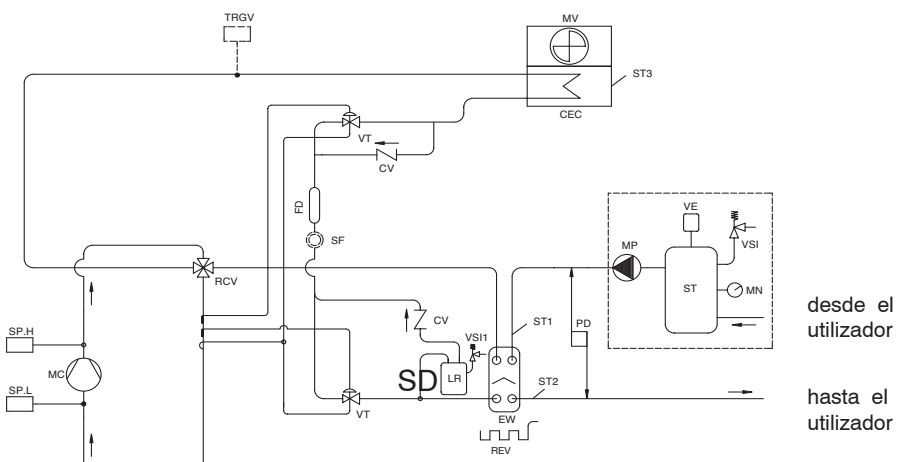 TRGV
MV
ST3
CEC
VT
CV
FD
SF
RCV
SP.H
MC
SP.L
CV
VSI1
SD
LR
VT
ST1
ST2
EW
REV
PD
MP
VE
VSI
ST
MN
desde el
utilizador
hasta el
utilizador